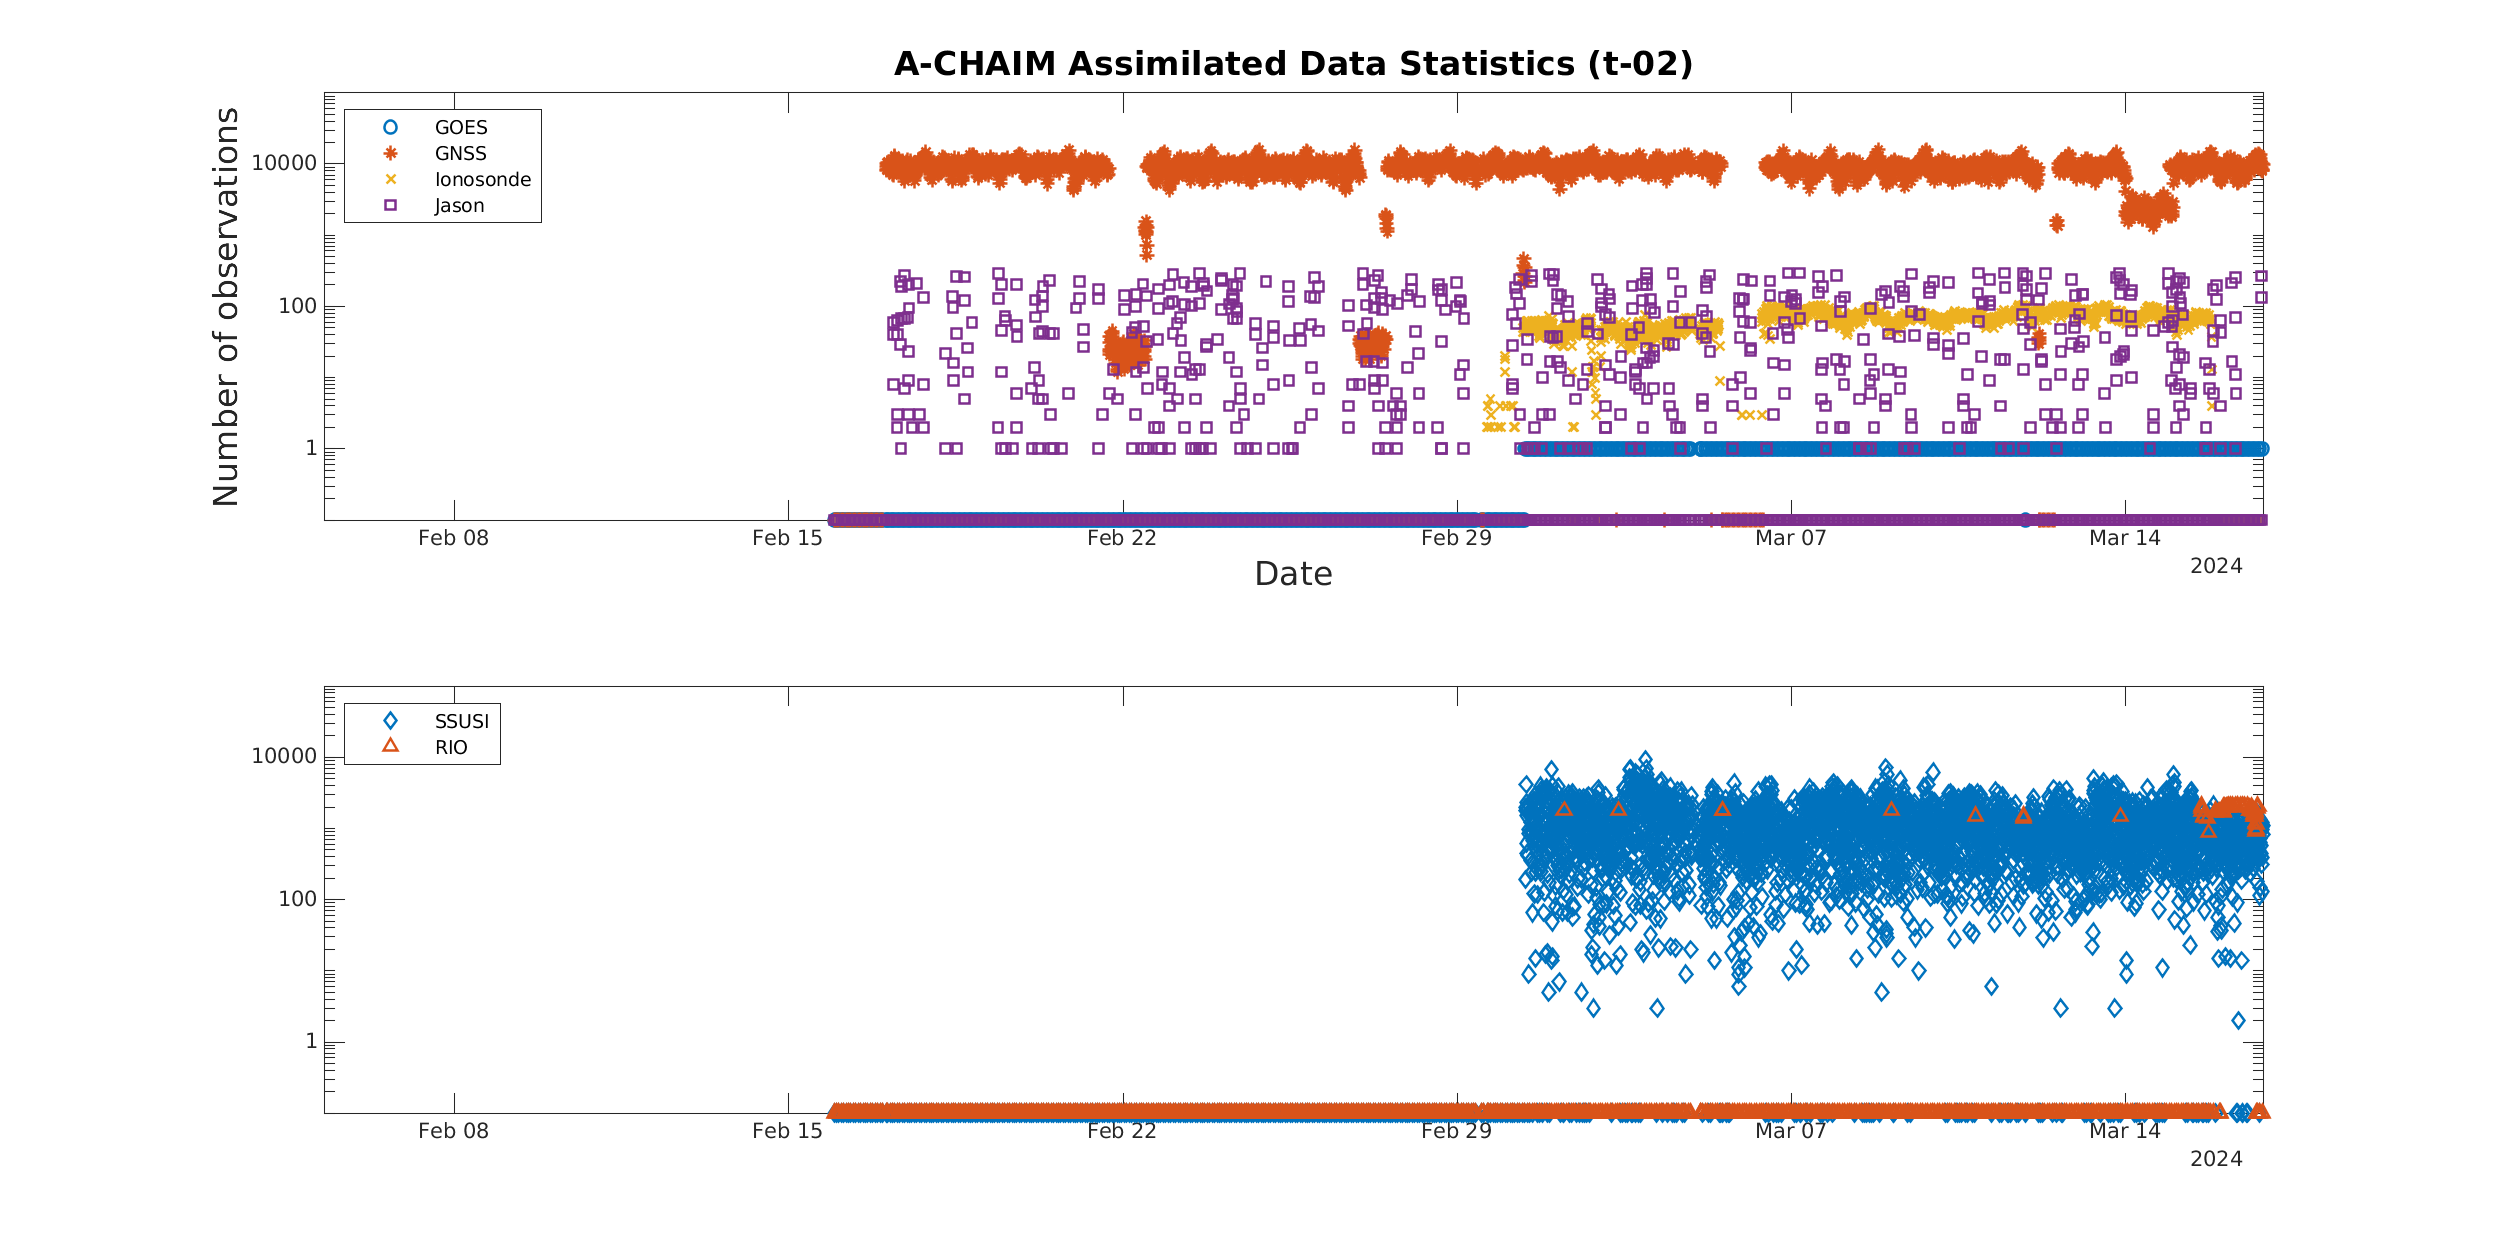 A-CHAIM Assimilated Data Statistics (t-02)
Number of observations
10000
100
1
GOES
GNSS
Ionosonde
Jason
Feb 08
Feb 15
Feb 22
Feb 29
Mar 07
Mar 14
2024
Date
10000
100
1
SSUSI
RIO
Feb 08
Feb 15
Feb 22
Feb 29
Mar 07
Mar 14
2024